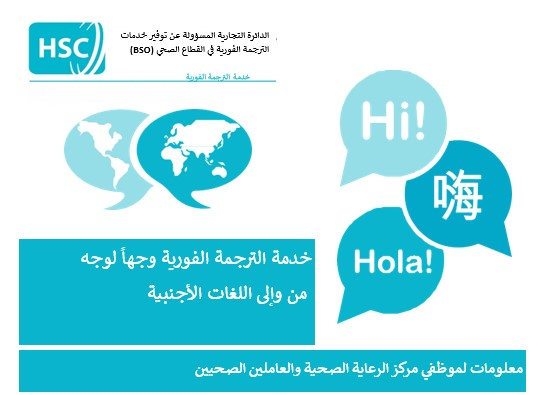 HSC
الدائرة التجارية المسؤولة عن توفير خدمات
الترجمة الفورية في القطاع الصحي (BSO)
خدمة الترجمة الفورية
Hi!
嗨
Hola!
خدمة الترجمة الفورية وجهاً لوجه
من وإلى اللغات الأجنبية
معلومات لموظفي مركز الرعاية الصحية والعاملين الصحيين